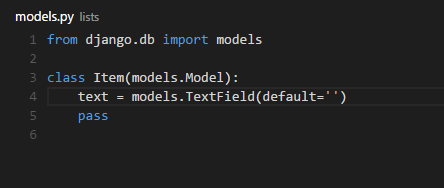 models.py lists
1 from django.db import models
2
3 class Item(models.Model):
4     text = models.TextField(default='')
5     pass
6